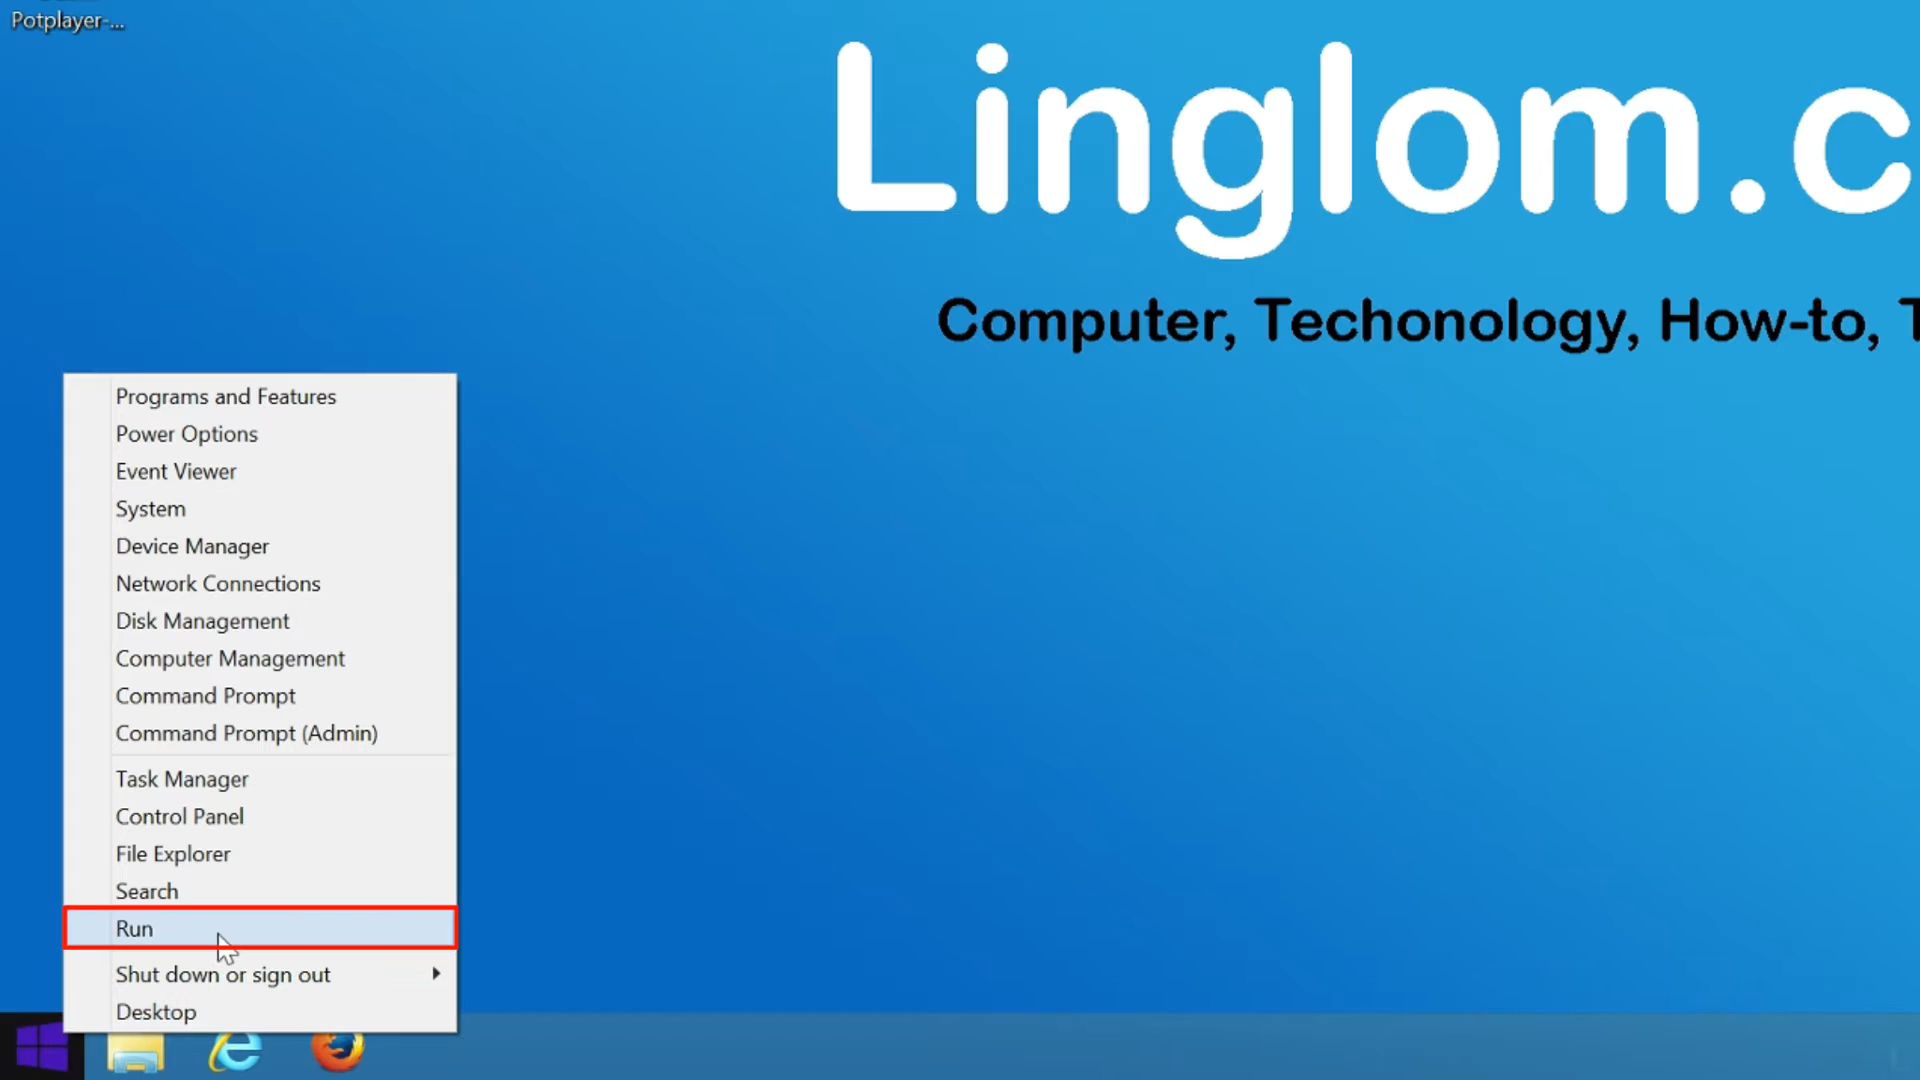 Potplayer-...
Linglom.c
Computer, Techonology, How-to, T
Programs and Features
Power Options
Event Viewer
System
Device Manager
Network Connections
Disk Management
Computer Management
Command Prompt
Command Prompt (Admin)
Task Manager
Control Panel
File Explorer
Search
Run
Shut down or sign out
Desktop